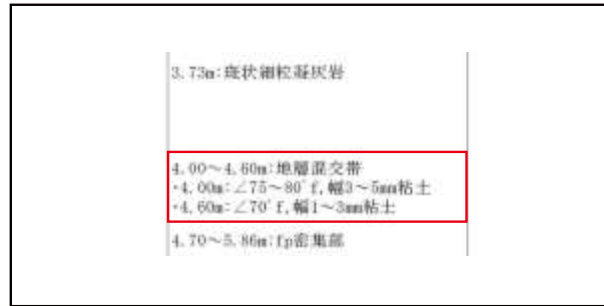 3.73m:斑状細粒凝灰岩
4.00～4.60m:地層混交帯
・4.00m:∠75～80°f,幅3～5mm粘土
・4.60m:∠70°f,幅1～3mm粘土
4.70～5.86m:fp密集部